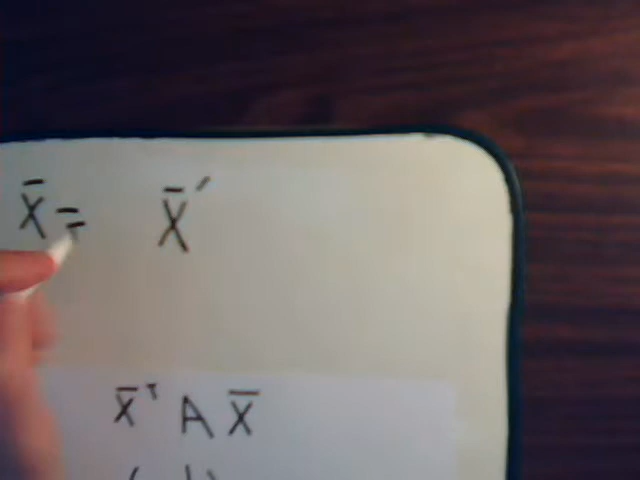 x̄ = x̄′
x̄ᵀ A x̄